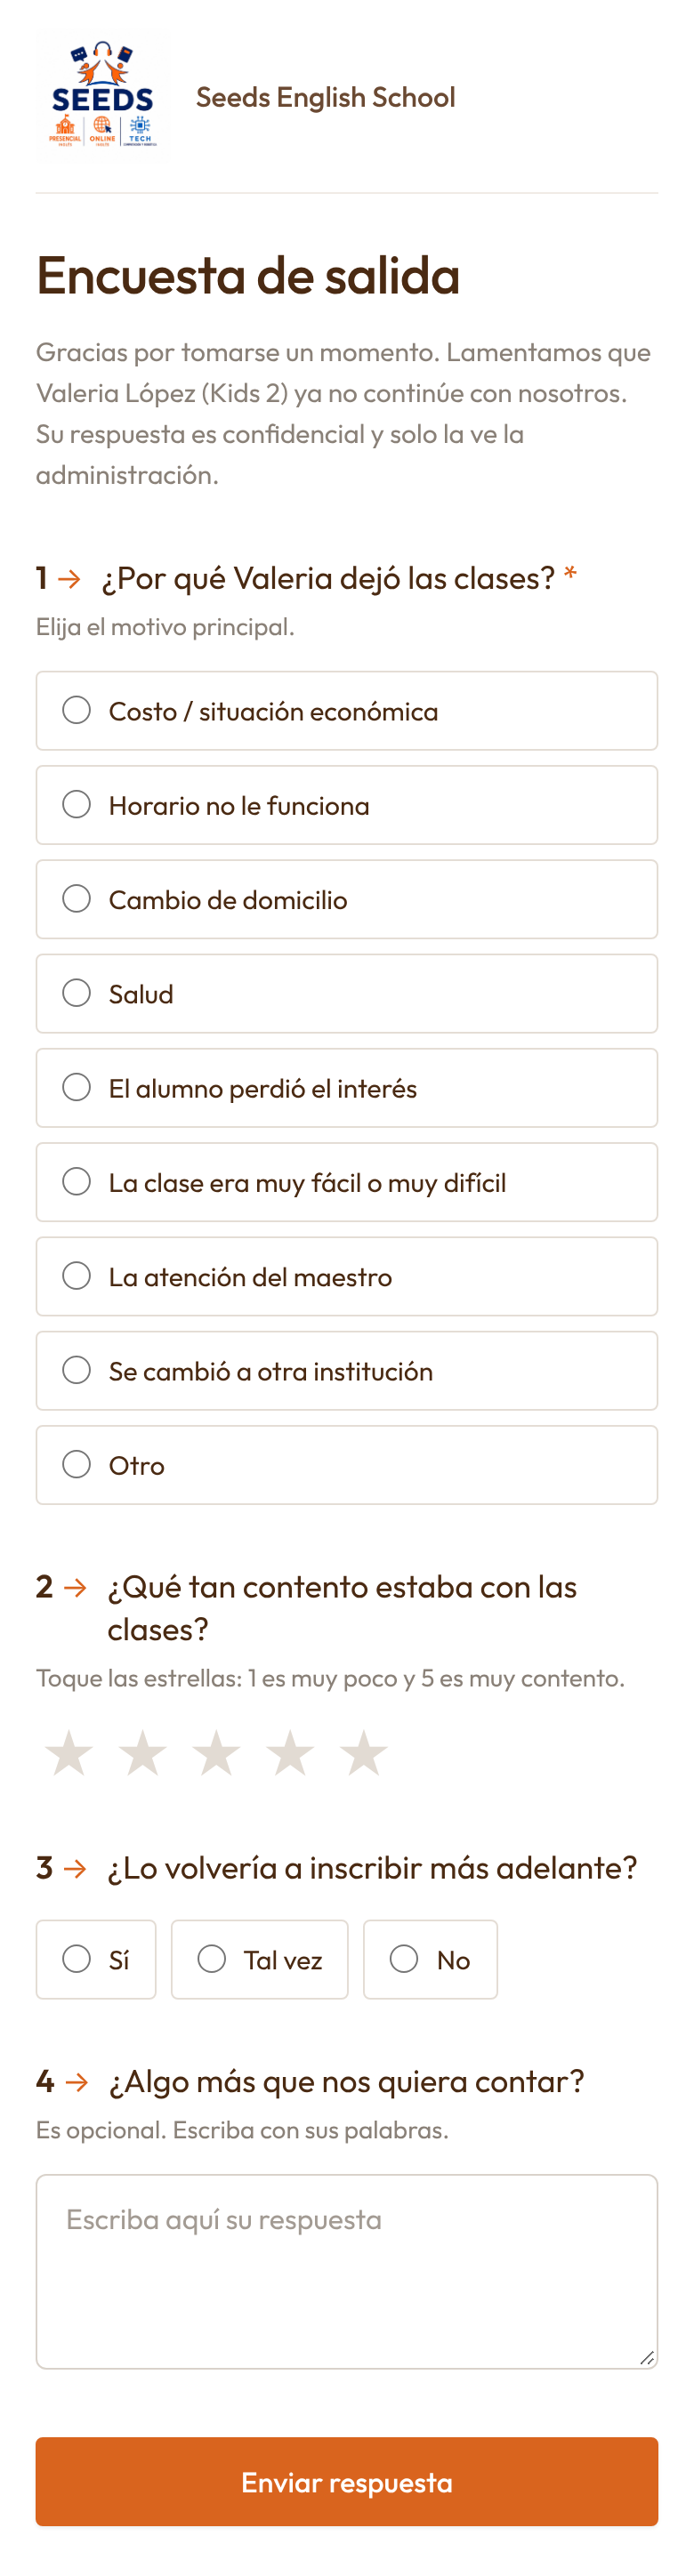 SEEDS
PRESENCIAL
INGLÉS
ONLINE
INGLÉS
TECH
Seeds English School
Encuesta de salida
Gracias por tomarse un momento. Lamentamos que
Valeria López (Kids 2) ya no continúe con nosotros.
Su respuesta es confidencial y solo la ve la
administración.
1 → ¿Por qué Valeria dejó las clases? *
Elija el motivo principal.
Costo / situación económica
Horario no le funciona
Cambio de domicilio
Salud
El alumno perdió el interés
La clase era muy fácil o muy difícil
La atención del maestro
Se cambió a otra institución
Otro
2 → ¿Qué tan contento estaba con las
clases?
Toque las estrellas: 1 es muy poco y 5 es muy contento.
3 → ¿Lo volvería a inscribir más adelante?
Sí
Tal vez
No
4 → ¿Algo más que nos quiera contar?
Es opcional. Escriba con sus palabras.
Escriba aquí su respuesta
Enviar respuesta